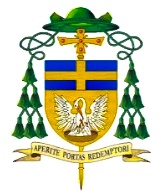 APERITE PORTAS REDEMPTORI